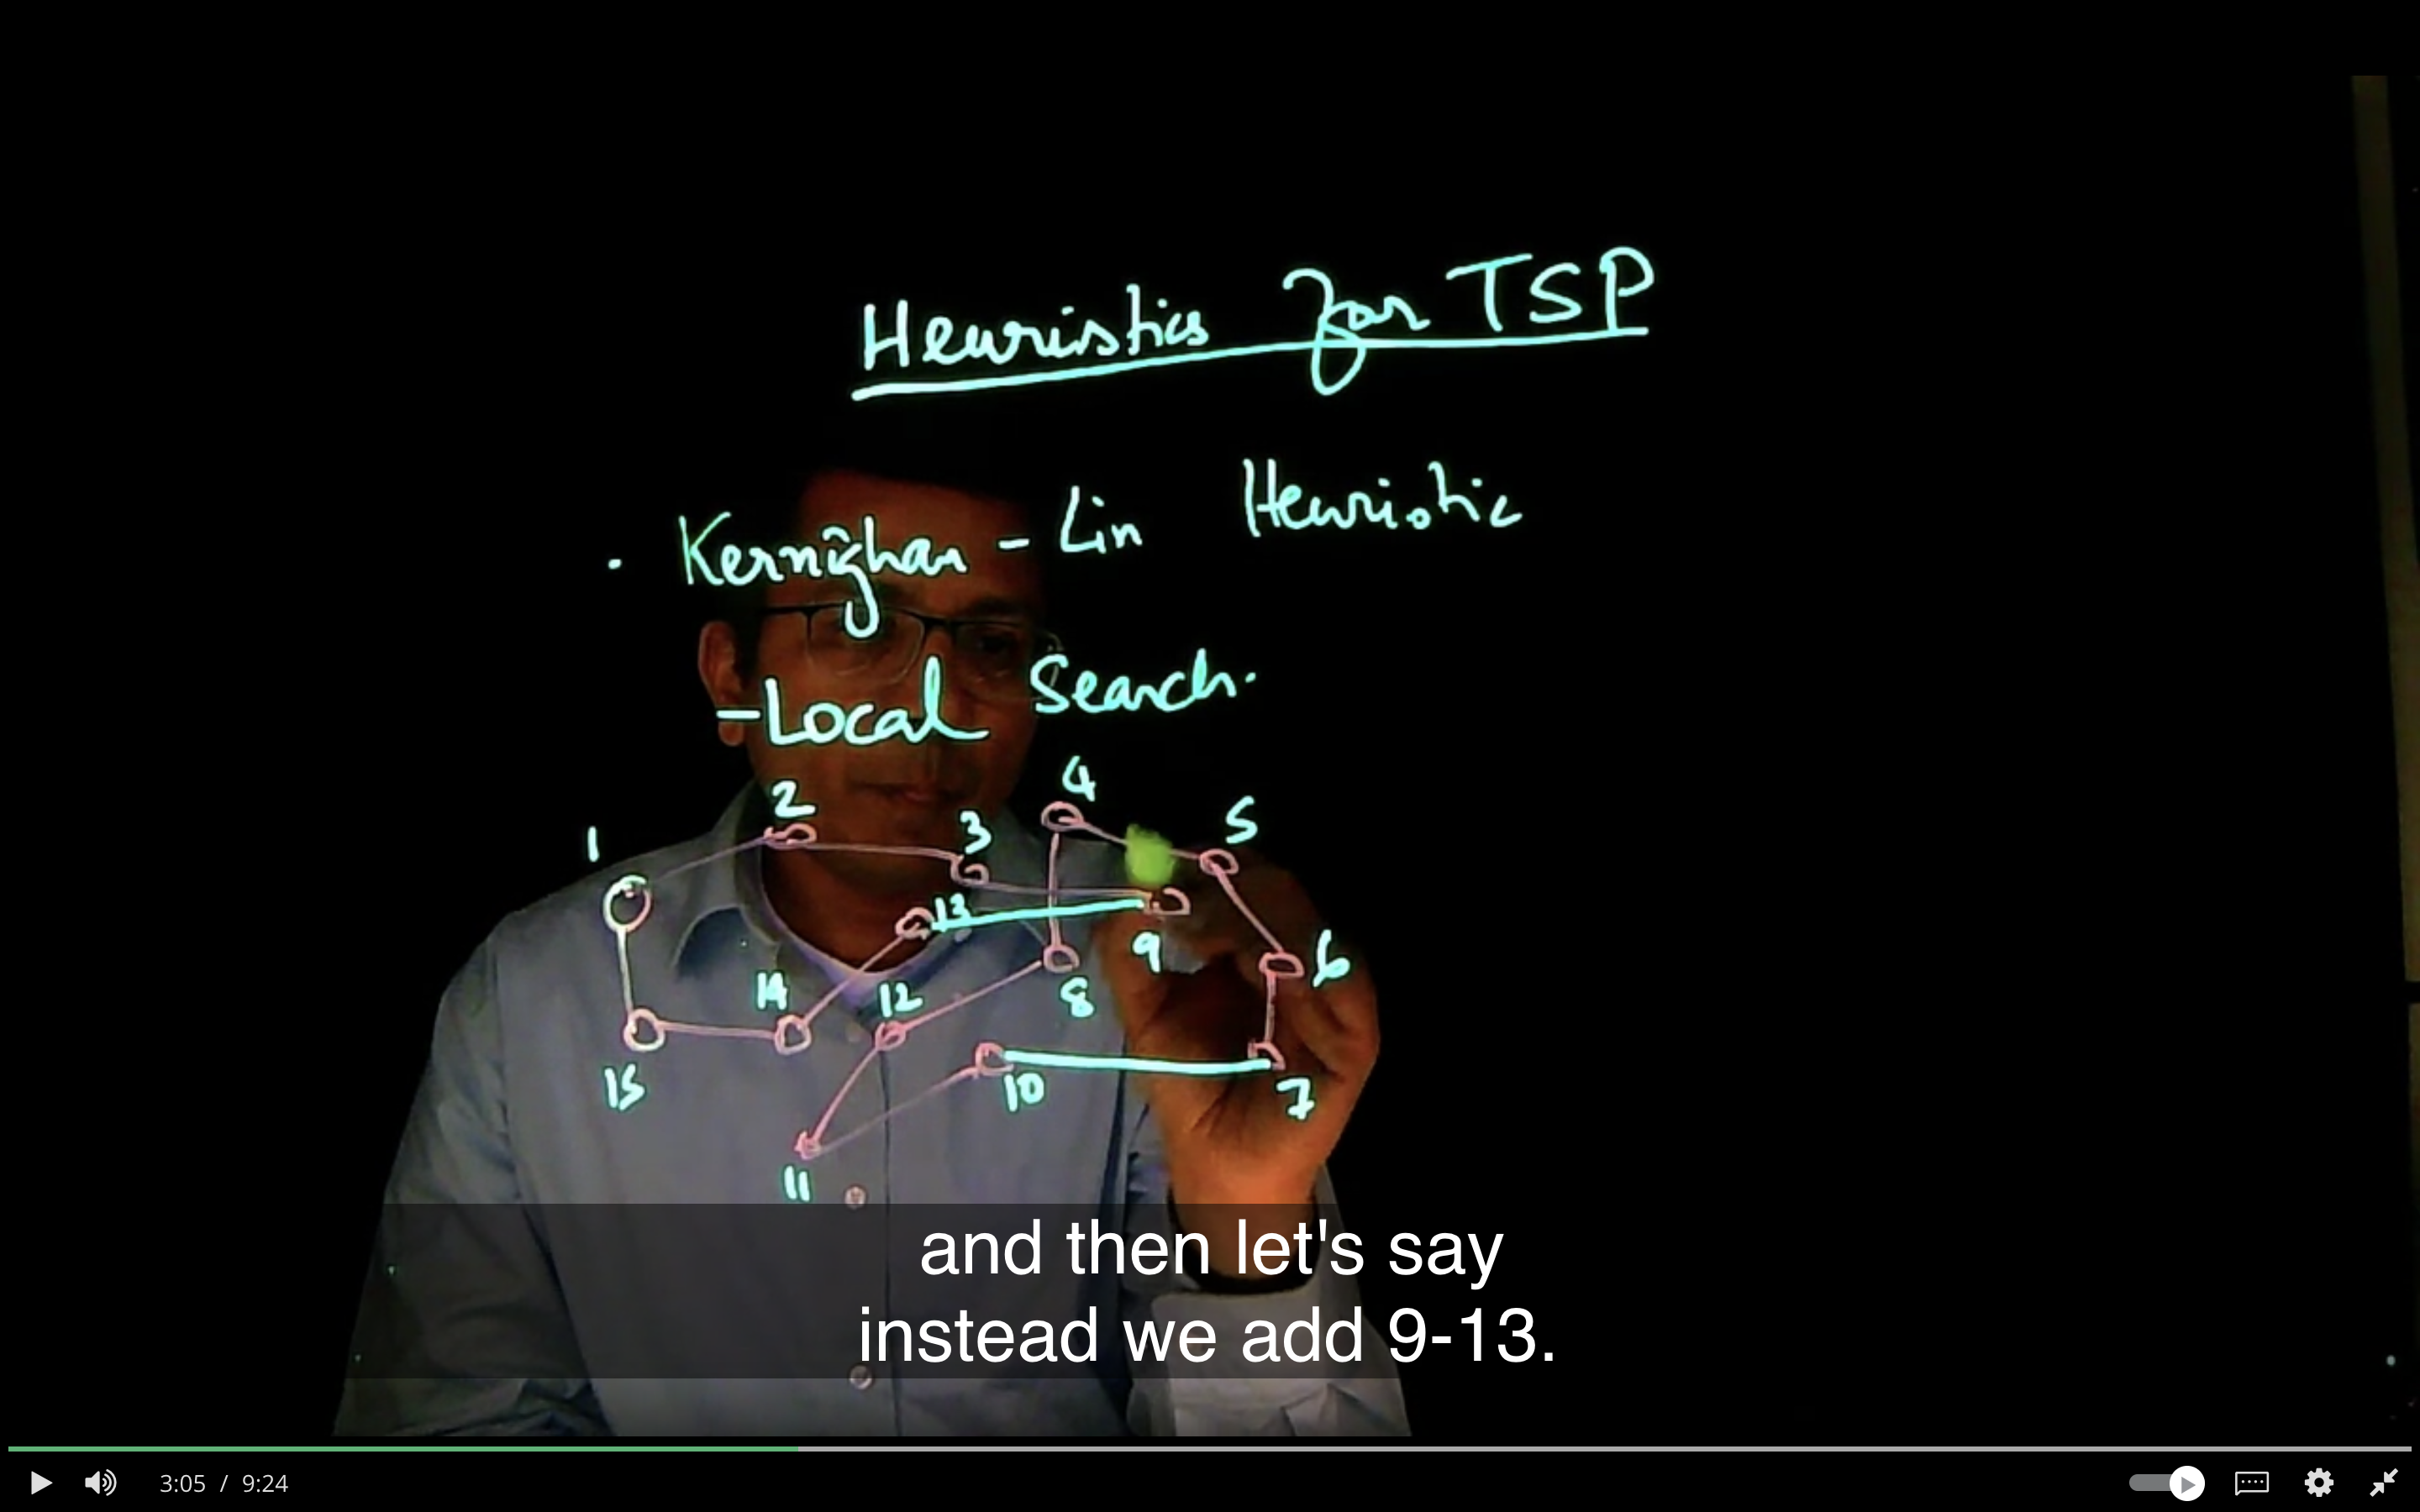 Heuristics for TSP
· Kernighan - Lin Heuristic
- Local Search.
4
2
5
3
1
13
9
6
14
12
8
15
10
7
11
and then let's say
instead we add 9-13.
3:05 / 9:24